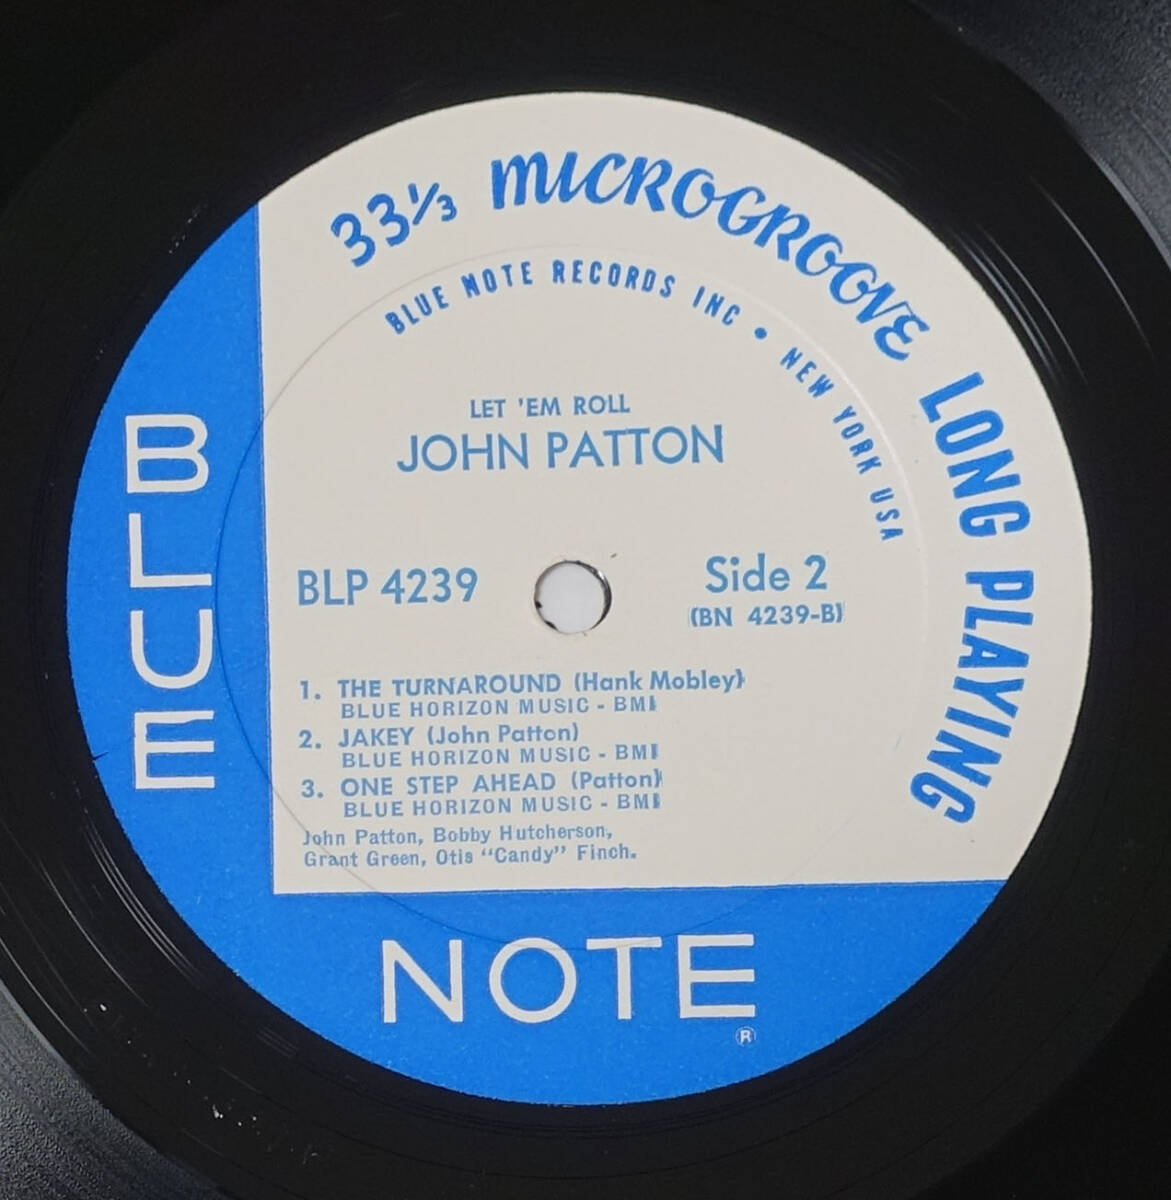 33⅓ MICROGROOVE LONG PLAYING
BLUE NOTE RECORDS INC • NEW YORK USA
LET 'EM ROLL
JOHN PATTON
BLP 4239
Side 2
(BN 4239-B)
1. THE TURNAROUND (Hank Mobley)
BLUE HORIZON MUSIC - BMI
2. JAKEY (John Patton)
BLUE HORIZON MUSIC - BMI
3. ONE STEP AHEAD (Patton)
BLUE HORIZON MUSIC - BMI
John Patton, Bobby Hutcherson,
Grant Green, Otis "Candy" Finch.
BLUE
NOTE
®